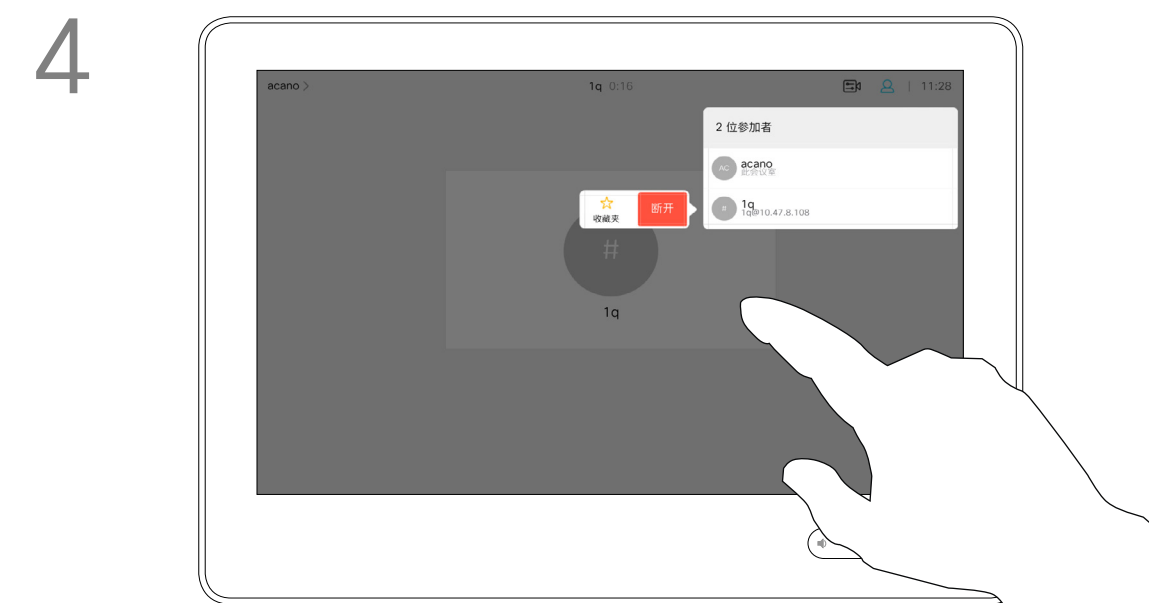 4
acano >
1q 0:16
11:28
2 位参加者
AC
acano
此会议室
收藏夹
断开
#
1q
1q@10.47.8.108
#
1q